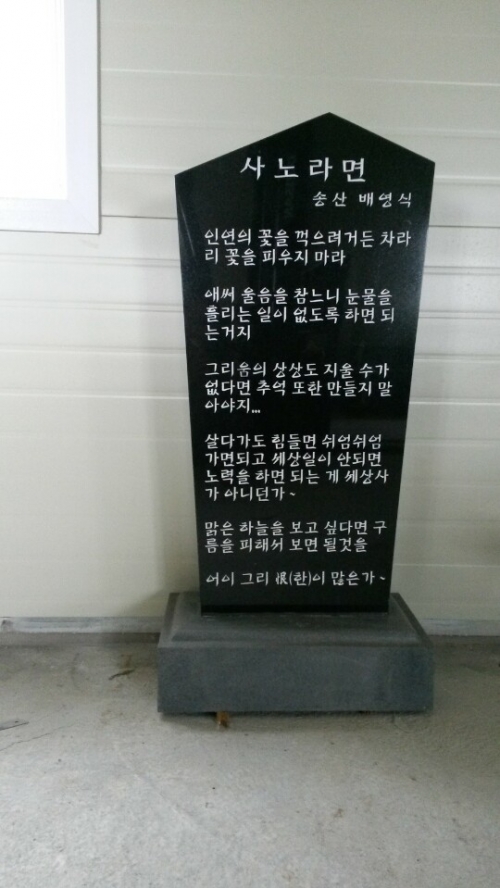 사노라면
송산 배영식
인연의 꽃을 꺽으려거든 차라
리 꽃을 피우지 마라
애써 울음을 참느니 눈물을
흘리는 일이 없도록 하면 되
는거지
그리움의 상상도 지울 수가
없다면 추억 또한 만들지 말
아야지...
살다가도 힘들면 쉬엄쉬엄
가면되고 세상일이 안되면
노력을 하면 되는 게 세상사
가 아니던가~
맑은 하늘을 보고 싶다면 구
름을 피해서 보면 될것을
어이 그리 恨(한)이 많은가~